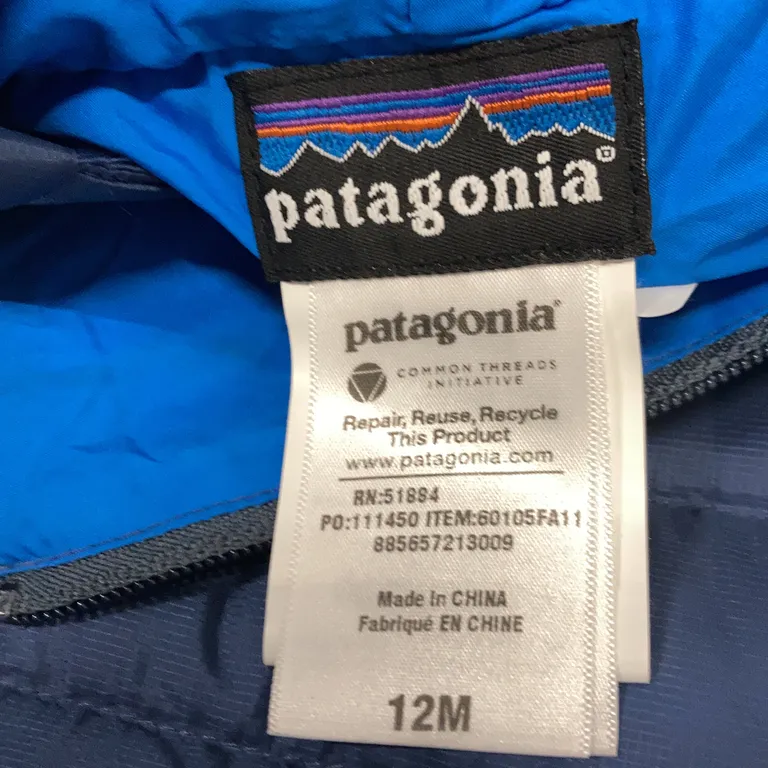 patagonia®
patagonia®
COMMON THREADS
INITIATIVE
Repair, Reuse, Recycle
This Product
www.patagonia.com
RN:51884
PO:111450 ITEM:60105FA11
885657213009
Made In CHINA
Fabriqué EN CHINE
12M